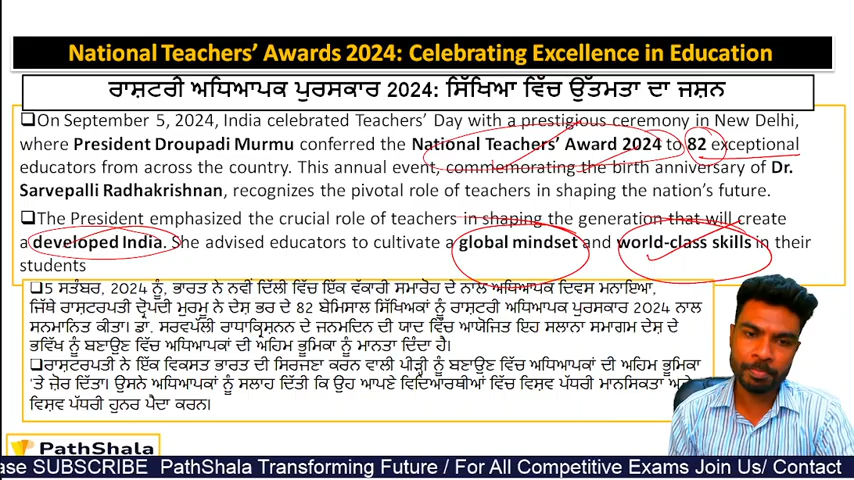 National Teachers’ Awards 2024: Celebrating Excellence in Education
ਰਾਸ਼ਟਰੀ ਅਧਿਆਪਕ ਪੁਰਸਕਾਰ 2024: ਸਿੱਖਿਆ ਵਿੱਚ ਉੱਤਮਤਾ ਦਾ ਜਸ਼ਨ
❑On September 5, 2024, India celebrated Teachers’ Day with a prestigious ceremony in New Delhi,
where President Droupadi Murmu conferred the National Teachers’ Award 2024 to 82 exceptional
educators from across the country. This annual event, commemorating the birth anniversary of Dr.
Sarvepalli Radhakrishnan, recognizes the pivotal role of teachers in shaping the nation’s future.
❑The President emphasized the crucial role of teachers in shaping the generation that will create
a developed India. She advised educators to cultivate a global mindset and world-class skills in their
students
❑5 ਸਤੰਬਰ, 2024 ਨੂੰ, ਭਾਰਤ ਨੇ ਨਵੀਂ ਦਿੱਲੀ ਵਿੱਚ ਇੱਕ ਵੱਕਾਰੀ ਸਮਾਰੋਹ ਦੇ ਨਾਲ ਅਧਿਆਪਕ ਦਿਵਸ ਮਨਾਇਆ,
ਜਿੱਥੇ ਰਾਸ਼ਟਰਪਤੀ ਦ੍ਰੋਪਦੀ ਮੁਰਮੂ ਨੇ ਦੇਸ਼ ਭਰ ਦੇ 82 ਬੇਮਿਸਾਲ ਸਿੱਖਿਅਕਾਂ ਨੂੰ ਰਾਸ਼ਟਰੀ ਅਧਿਆਪਕ ਪੁਰਸਕਾਰ 2024 ਨਾਲ
ਸਨਮਾਨਿਤ ਕੀਤਾ। ਡਾ. ਸਰਵਪੱਲੀ ਰਾਧਾਕ੍ਰਿਸ਼ਨਨ ਦੇ ਜਨਮਦਿਨ ਦੀ ਯਾਦ ਵਿੱਚ ਆਯੋਜਿਤ ਇਹ ਸਲਾਨਾ ਸਮਾਗਮ ਦੇਸ਼ ਦੇ
ਭਵਿੱਖ ਨੂੰ ਬਣਾਉਣ ਵਿੱਚ ਅਧਿਆਪਕਾਂ ਦੀ ਅਹਿਮ ਭੂਮਿਕਾ ਨੂੰ ਮਾਨਤਾ ਦਿੰਦਾ ਹੈ।
❑ਰਾਸ਼ਟਰਪਤੀ ਨੇ ਇੱਕ ਵਿਕਸਤ ਭਾਰਤ ਦੀ ਸਿਰਜਣਾ ਕਰਨ ਵਾਲੀ ਪੀੜ੍ਹੀ ਨੂੰ ਬਣਾਉਣ ਵਿੱਚ ਅਧਿਆਪਕਾਂ ਦੀ ਅਹਿਮ ਭੂਮਿਕਾ
'ਤੇ ਜ਼ੋਰ ਦਿੱਤਾ। ਉਸਨੇ ਅਧਿਆਪਕਾਂ ਨੂੰ ਸਲਾਹ ਦਿੱਤੀ ਕਿ ਉਹ ਆਪਣੇ ਵਿਦਿਆਰਥੀਆਂ ਵਿੱਚ ਵਿਸ਼ਵ ਪੱਧਰੀ ਮਾਨਸਿਕਤਾ
ਵਿਸ਼ਵ ਪੱਧਰੀ ਹੁਨਰ ਪੈਦਾ ਕਰਨ।
PathShala
ase SUBSCRIBE PathShala Transforming Future / For All Competitive Exams Join Us/ Contact